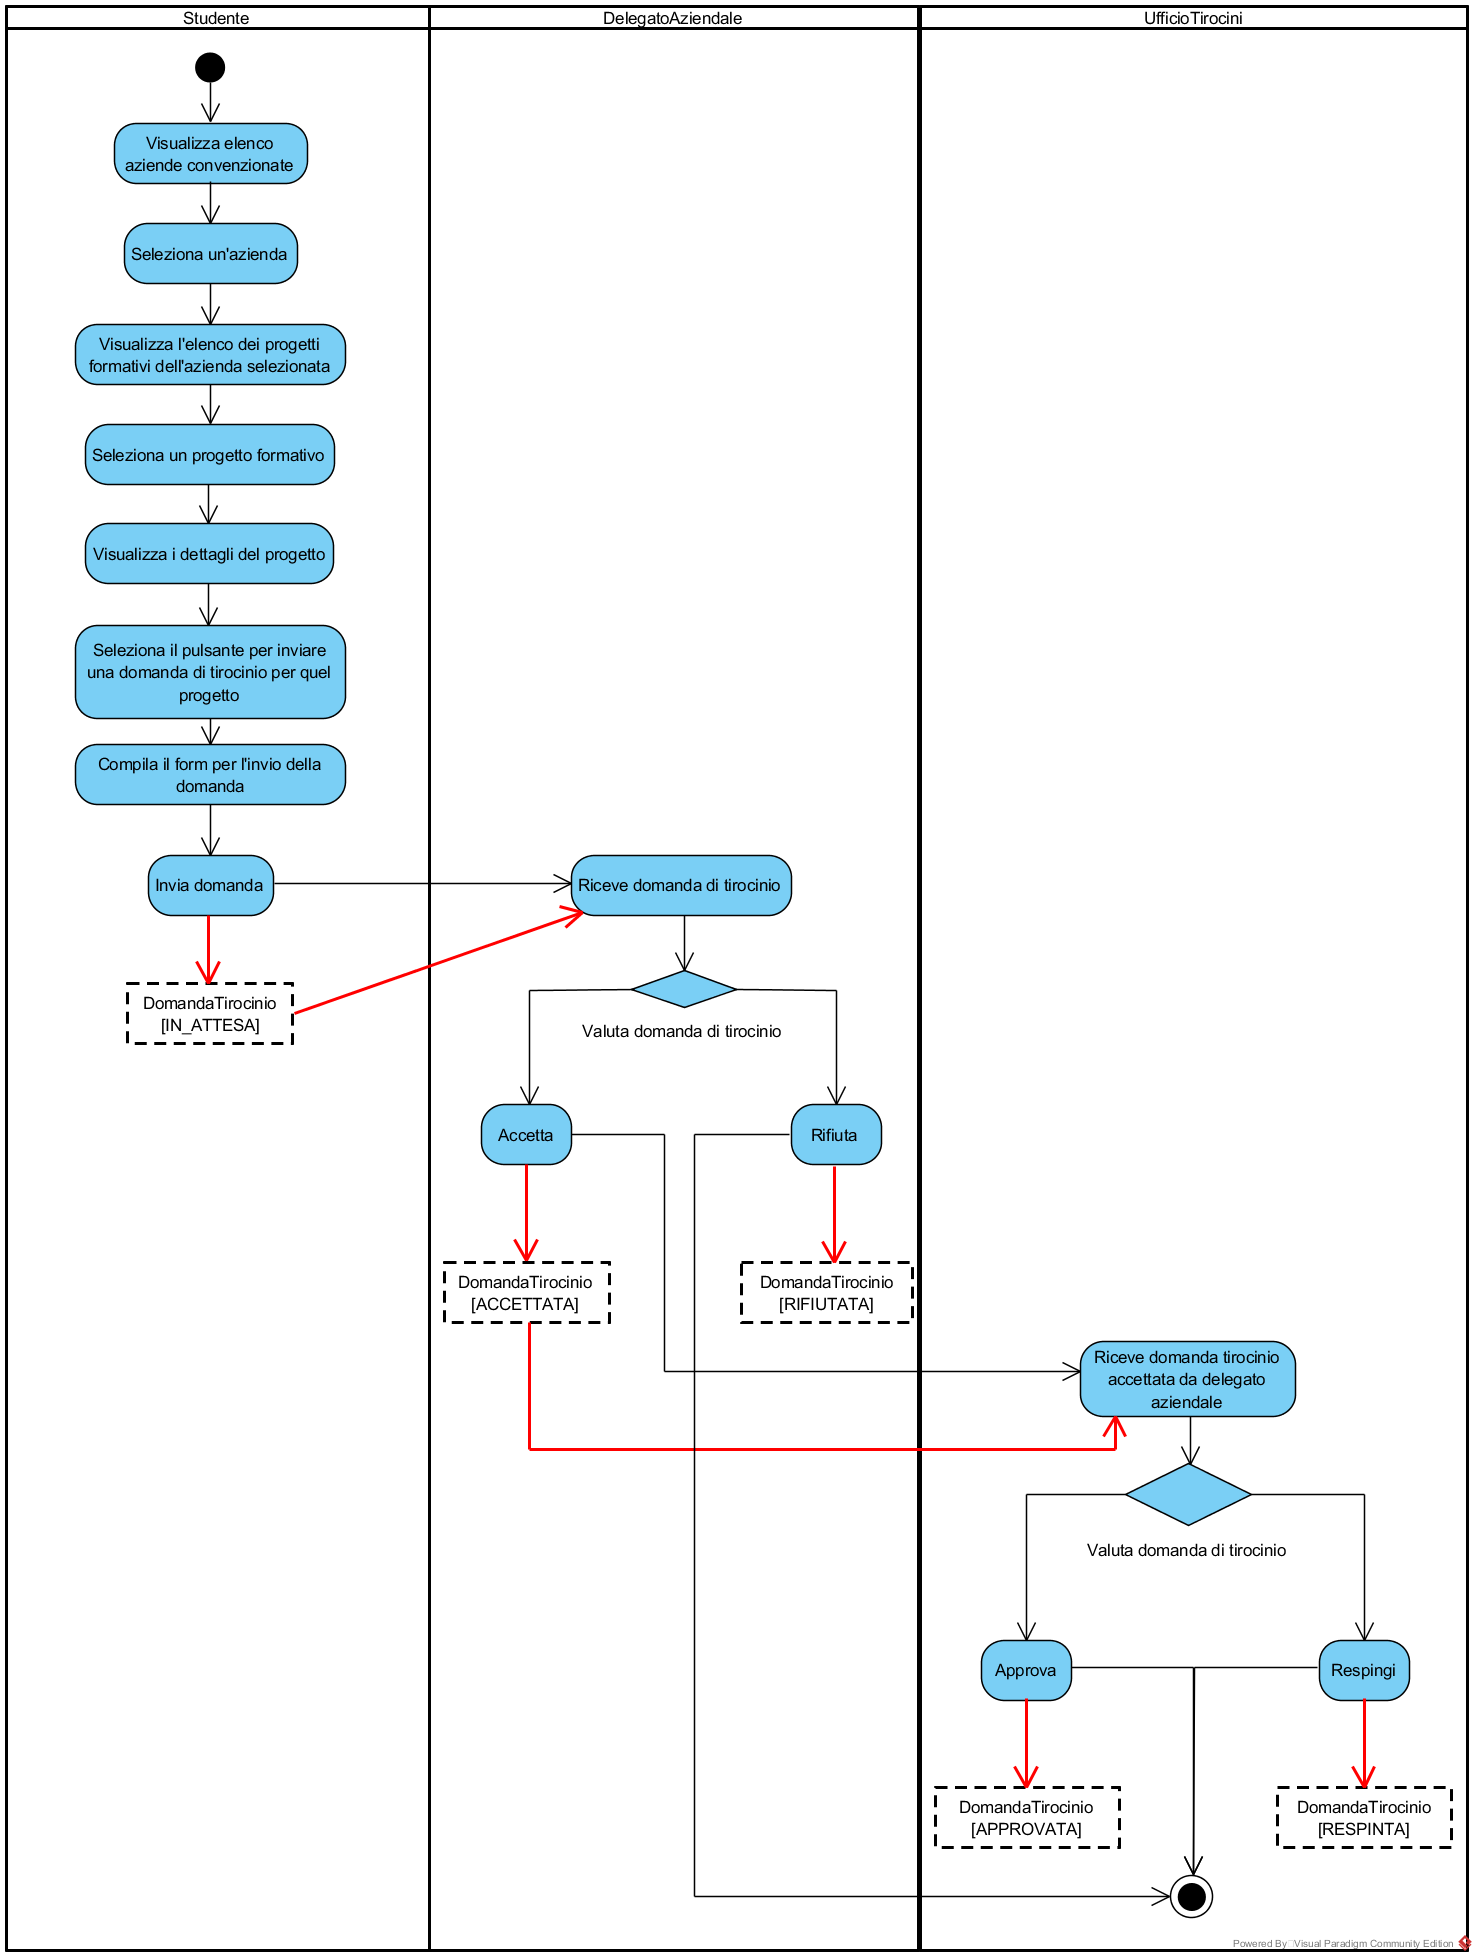 Studente
DelegatoAziendale
UfficioTirocini
Visualizza elenco
aziende convenzionate
Seleziona un'azienda
Visualizza l'elenco dei progetti
formativi dell'azienda selezionata
Seleziona un progetto formativo
Visualizza i dettagli del progetto
Seleziona il pulsante per inviare
una domanda di tirocinio per quel
progetto
Compila il form per l'invio della
domanda
Invia domanda
Riceve domanda di tirocinio
DomandaTirocinio
[IN_ATTESA]
Valuta domanda di tirocinio
Accetta
Rifiuta
DomandaTirocinio
[ACCETTATA]
DomandaTirocinio
[RIFIUTATA]
Riceve domanda tirocinio
accettata da delegato
aziendale
Valuta domanda di tirocinio
Approva
Respingi
DomandaTirocinio
[APPROVATA]
DomandaTirocinio
[RESPINTA]
Powered By Visual Paradigm Community Edition